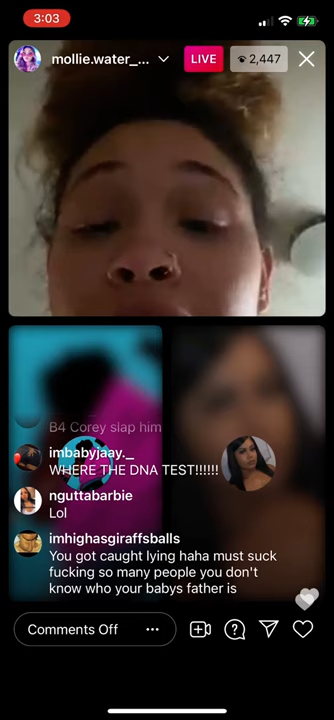 3:03
mollie.water_...
LIVE
2,447
B4 Corey slap him
imbabyjaay._
WHERE THE DNA TEST!!!!!!
nguttabarbie
Lol
imhighasgiraffsballs
You got caught lying haha must suck
fucking so many people you don't
know who your babys father is
Comments Off